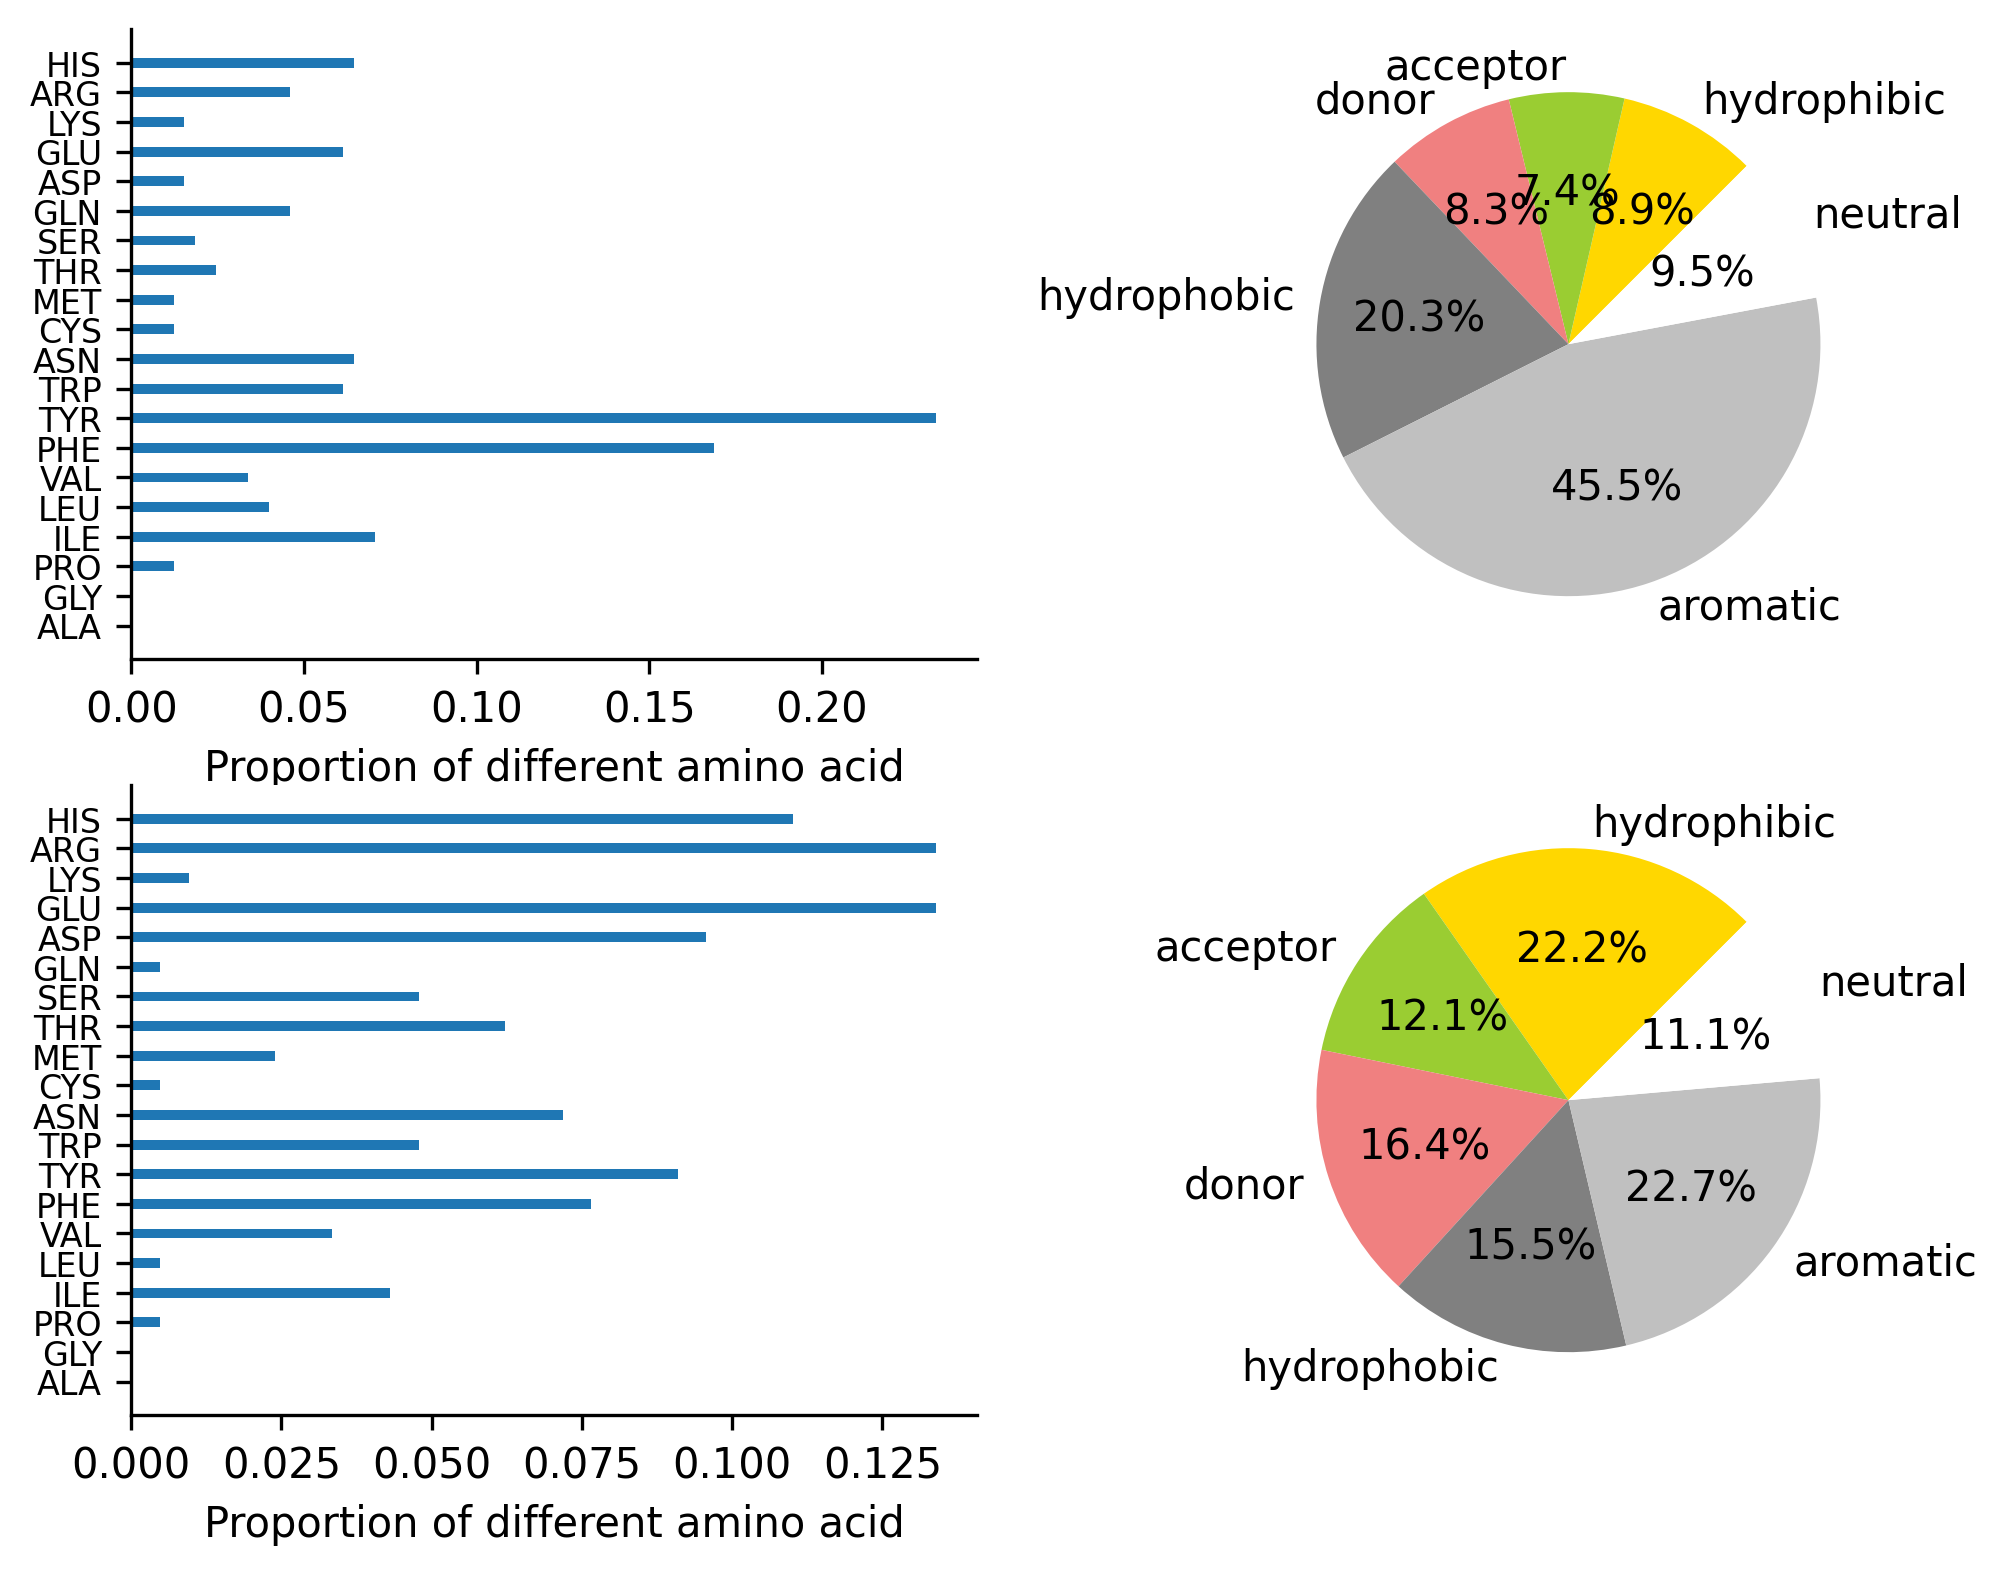 HIS
ARG
LYS
GLU
ASP
GLN
SER
THR
MET
CYS
ASN
TRP
TYR
PHE
VAL
LEU
ILE
PRO
GLY
ALA
0.00 0.05 0.10 0.15 0.20
Proportion of different amino acid
acceptor
donor
hydrophibic
neutral
hydrophobic
aromatic
7.4%
8.3%
8.9%
9.5%
20.3%
45.5%
HIS
ARG
LYS
GLU
ASP
GLN
SER
THR
MET
CYS
ASN
TRP
TYR
PHE
VAL
LEU
ILE
PRO
GLY
ALA
0.000 0.025 0.050 0.075 0.100 0.125
Proportion of different amino acid
hydrophibic
acceptor
neutral
donor
aromatic
hydrophobic
22.2%
12.1%
11.1%
16.4%
22.7%
15.5%